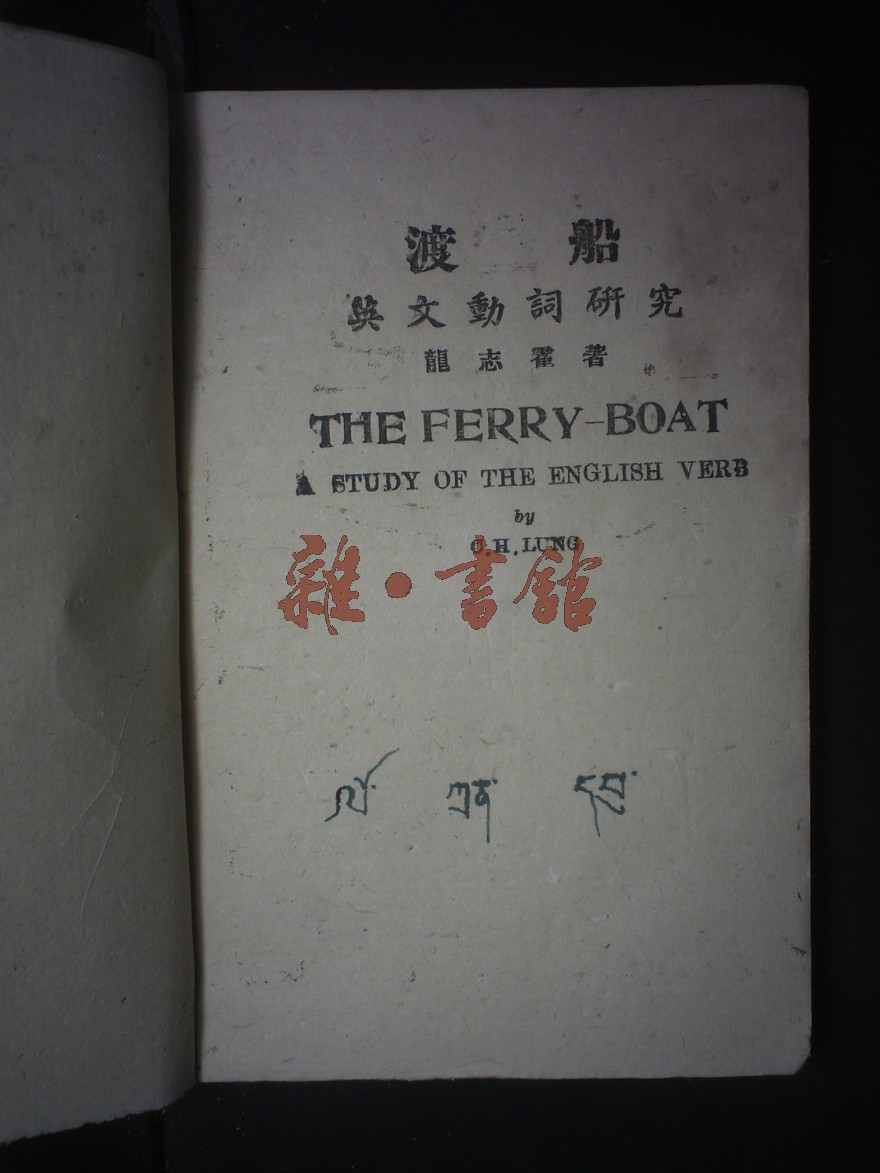 渡 船
英文動詞研究
龍志霍著
THE FERRY-BOAT
A STUDY OF THE ENGLISH VERB
by
C.H.LUNG
雜·書館